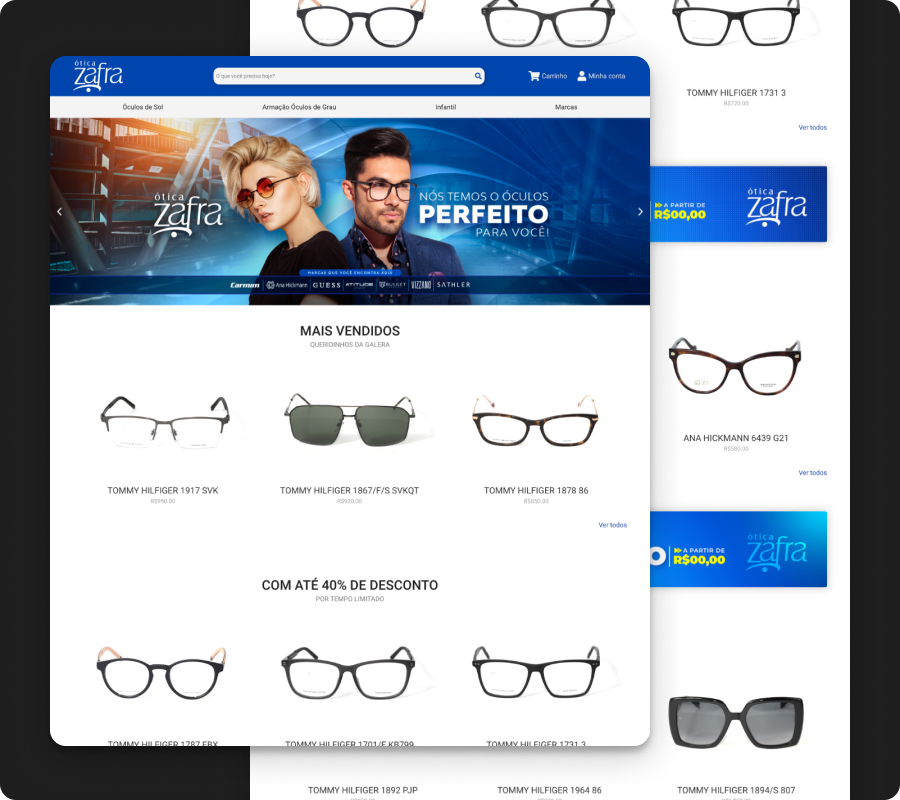 ótica
zafra
O que você precisa hoje?
Carrinho
Minha conta
Óculos de Sol
Armação Óculos de Grau
Infantil
Marcas
ótica
zafra
NÓS TEMOS O ÓCULOS
PERFEITO
PARA VOCÊ!
MARCAS QUE VOCÊ ENCONTRA AQUI
Carmim
Ana Hickmann
GUESS
ATITUDE
BULGET
VIZZANO
SATHLER
MAIS VENDIDOS
QUERIDINHOS DA GALERA
TOMMY HILFIGER 1917 SVK
R$950.00
TOMMY HILFIGER 1867/F/S SVKQT
R$920.00
TOMMY HILFIGER 1878 86
R$850.00
Ver todos
COM ATÉ 40% DE DESCONTO
POR TEMPO LIMITADO
TOMMY HILFIGER 1787 FBX
TOMMY HILFIGER 1701/F KB799
TOMMY HILFIGER 1731 3
TOMMY HILFIGER 1731 3
R$720.00
Ver todos
A PARTIR DE
R$00,00
ótica
zafra
ANA HICKMANN 6439 G21
R$580.00
Ver todos
O
A PARTIR DE
R$00,00
ótica
zafra
TOMMY HILFIGER 1892 PJP
TOMMY HILFIGER 1964 86
TOMMY HILFIGER 1894/S 807